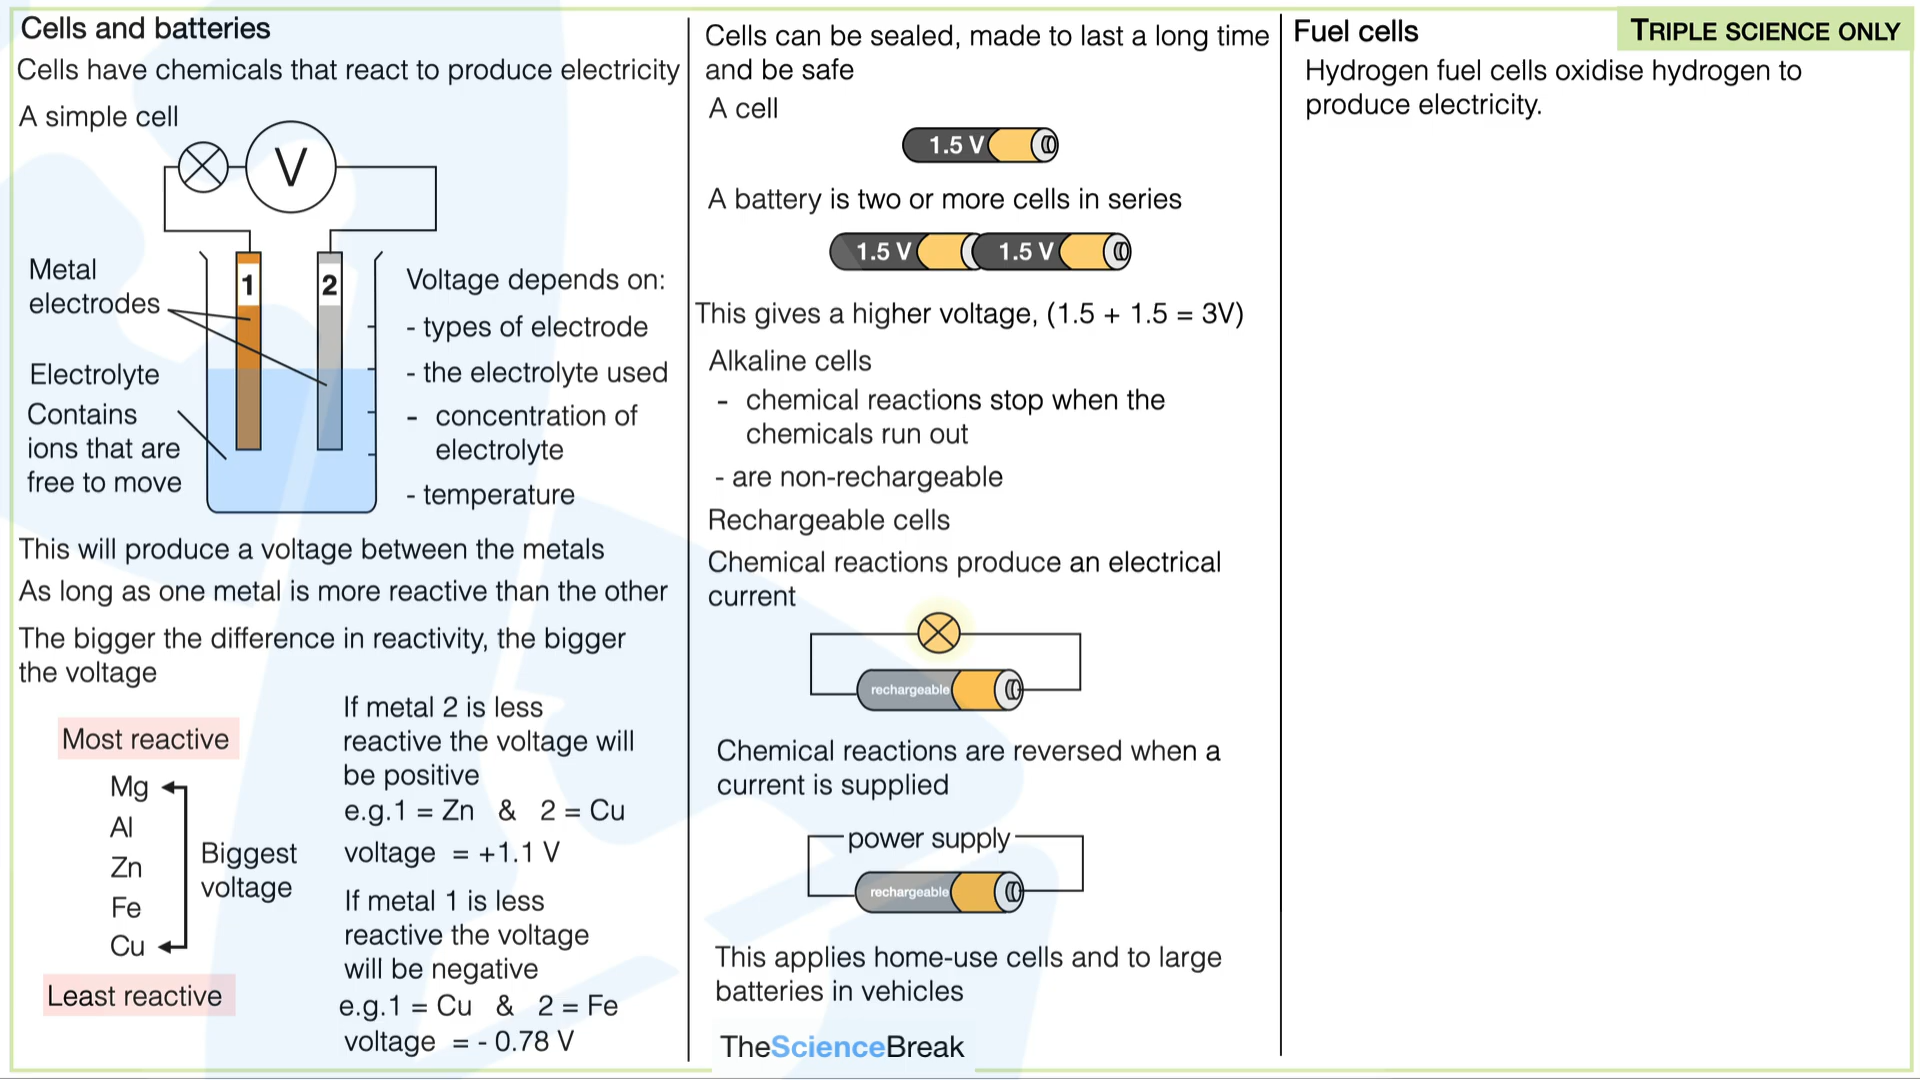 Cells and batteries
Cells have chemicals that react to produce electricity
A simple cell
V
1
2
Metal
electrodes
Electrolyte
Contains
ions that are
free to move
Voltage depends on:
- types of electrode
- the electrolyte used
- concentration of
electrolyte
- temperature
This will produce a voltage between the metals
As long as one metal is more reactive than the other
The bigger the difference in reactivity, the bigger
the voltage
Most reactive
Mg
Al
Zn
Fe
Cu
Least reactive
Biggest
voltage
If metal 2 is less
reactive the voltage will
be positive
e.g.1 = Zn & 2 = Cu
voltage = +1.1 V
If metal 1 is less
reactive the voltage
will be negative
e.g.1 = Cu & 2 = Fe
voltage = - 0.78 V
Cells can be sealed, made to last a long time
and be safe
A cell
1.5 V
A battery is two or more cells in series
1.5 V 1.5 V
This gives a higher voltage, (1.5 + 1.5 = 3V)
Alkaline cells
- chemical reactions stop when the
chemicals run out
- are non-rechargeable
Rechargeable cells
Chemical reactions produce an electrical
current
rechargeable
Chemical reactions are reversed when a
current is supplied
power supply
rechargeable
This applies home-use cells and to large
batteries in vehicles
TheScienceBreak
Fuel cells
TRIPLE SCIENCE ONLY
Hydrogen fuel cells oxidise hydrogen to
produce electricity.